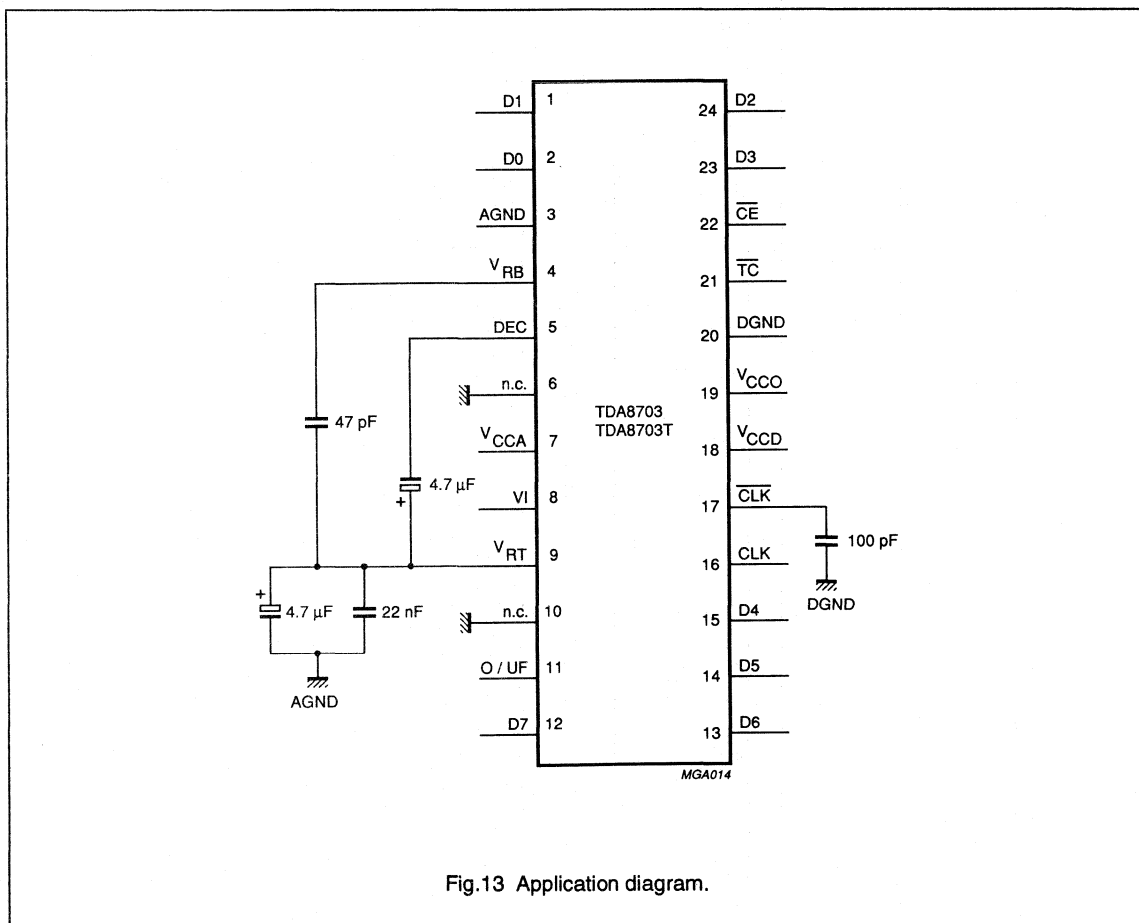 D1 1
D0 2
AGND 3
V RB 4
DEC 5
n.c. 6
V CCA 7
VI 8
V RT 9
n.c. 10
O / UF 11
D7 12
24 D2
23 D3
22 C̅E̅
21 T̅C̅
20 DGND
19 V CCO
18 V CCD
17 C̅L̅K̅
16 CLK
15 D4
14 D5
13 D6
TDA8703
TDA8703T
47 pF
4.7 µF
+
+
4.7 µF
22 nF
AGND
100 pF
DGND
MGA014
Fig.13 Application diagram.